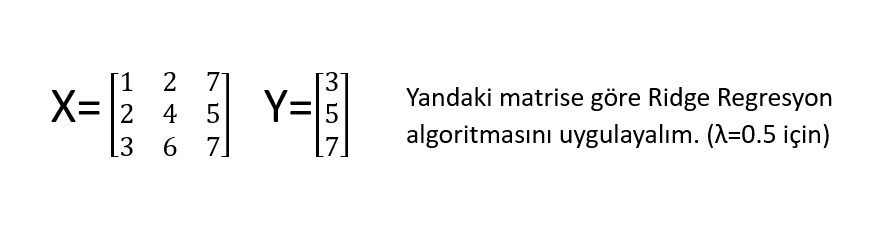 X= [1 2 7] Y= [3]
[2 4 5] [5]
[3 6 7] [7]
Yandaki matrise göre Ridge Regresyon
algoritmasını uygulayalım. (λ=0.5 için)